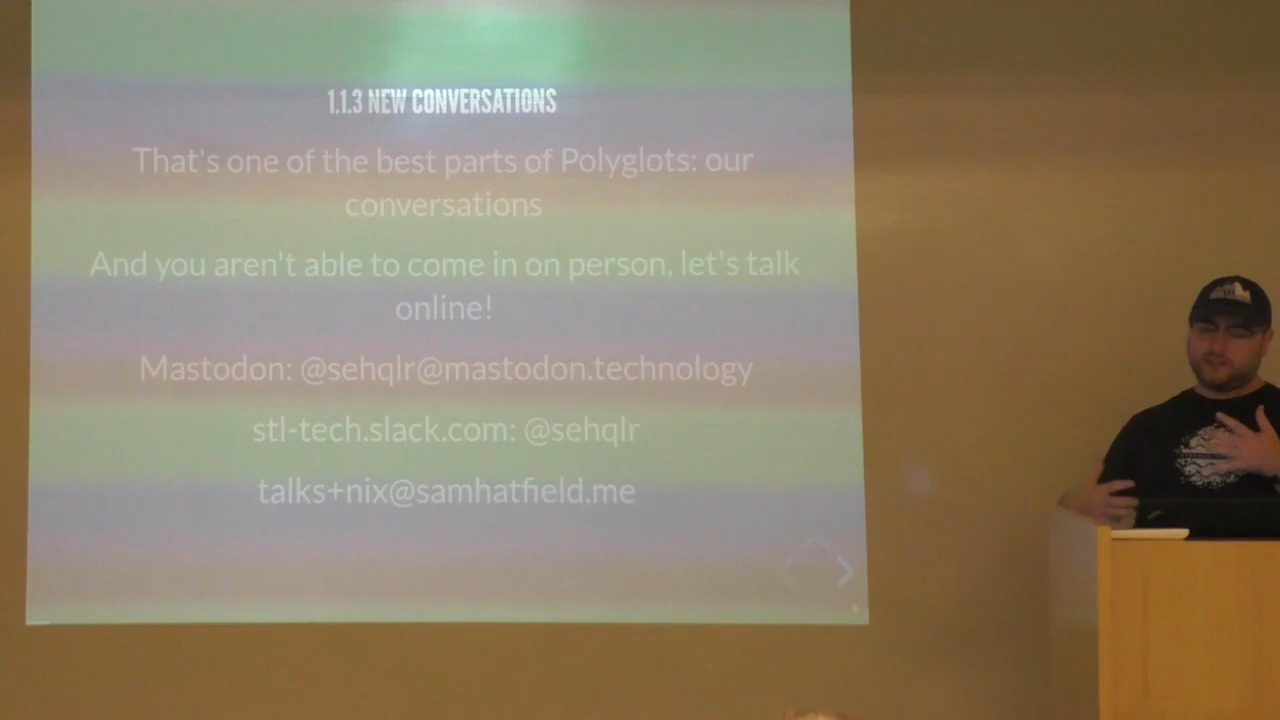 1.1.3 NEW CONVERSATIONS
That's one of the best parts of Polyglots: our
conversations
And you aren't able to come in on person, let's talk
online!
Mastodon: @sehqlr@mastodon.technology
stl-tech.slack.com: @sehqlr
talks+nix@samhatfield.me